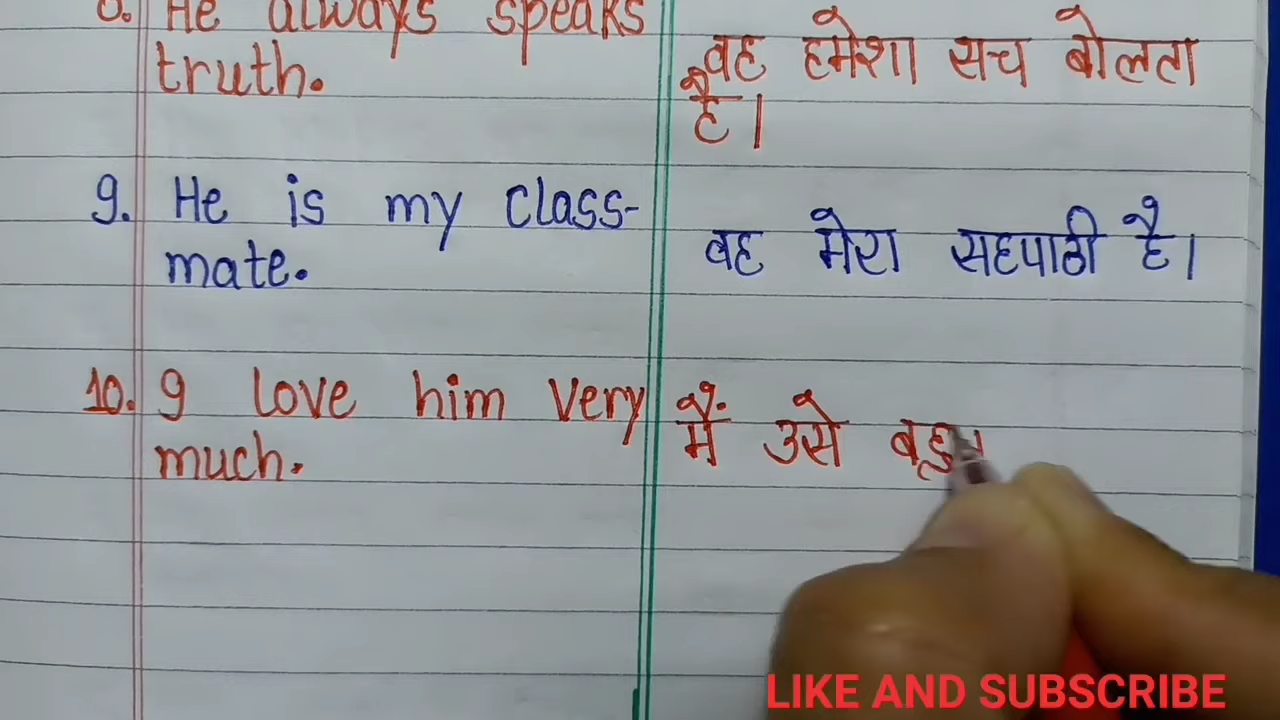 8. He always speaks
truth.
वह हमेशा सच बोलता
है।
9. He is my class-
mate.
वह मेरा सहपाठी है।
10. I love him very
much.
मैं उसे
LIKE AND SUBSCRIBE